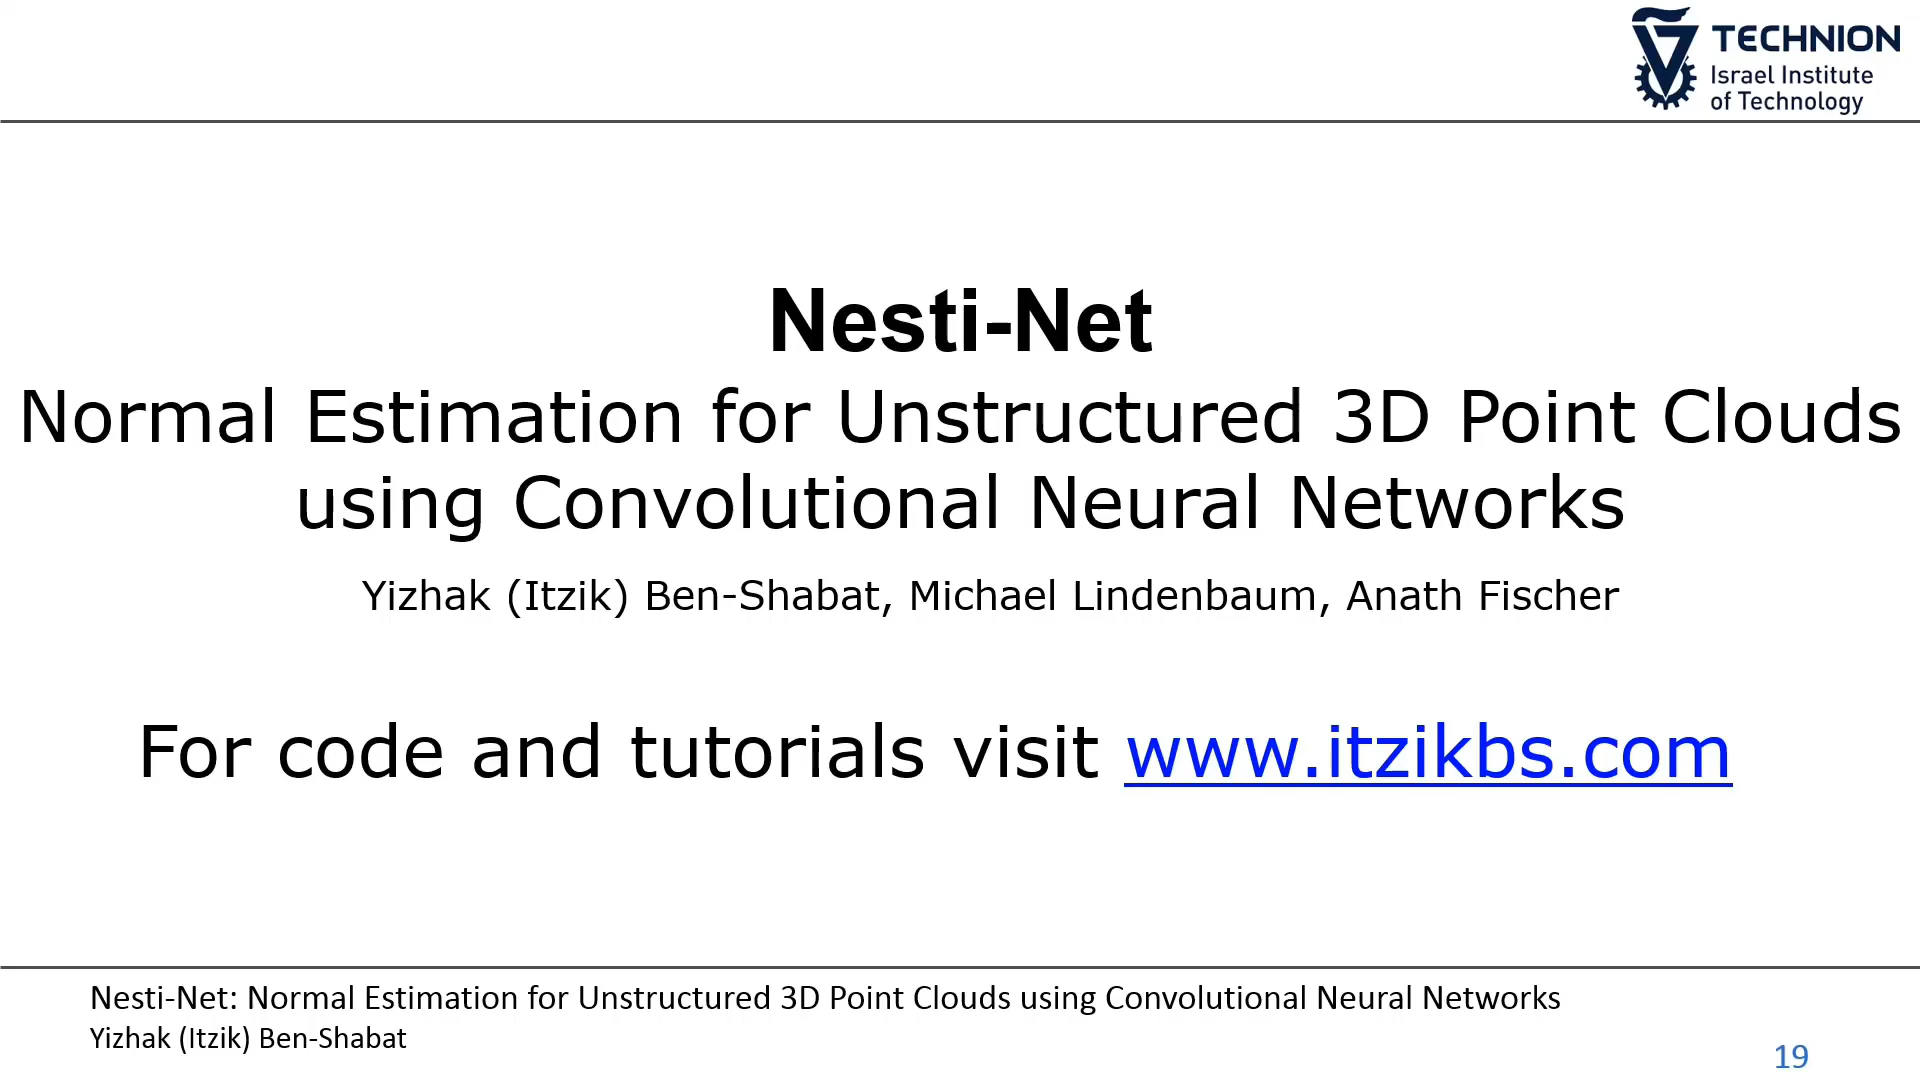 TECHNION
Israel Institute
of Technology
Nesti-Net
Normal Estimation for Unstructured 3D Point Clouds
using Convolutional Neural Networks
Yizhak (Itzik) Ben-Shabat, Michael Lindenbaum, Anath Fischer
For code and tutorials visit www.itzikbs.com
Nesti-Net: Normal Estimation for Unstructured 3D Point Clouds using Convolutional Neural Networks
Yizhak (Itzik) Ben-Shabat
19